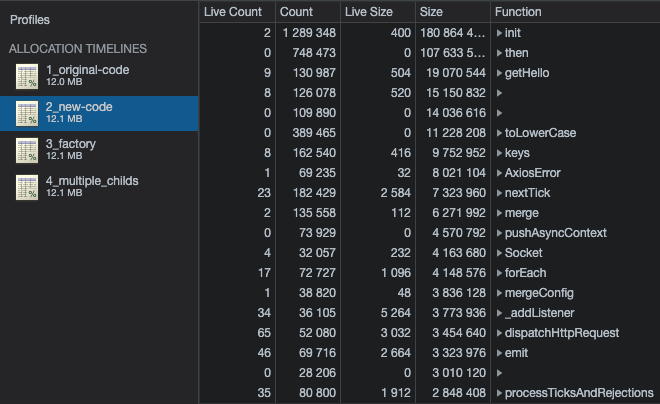 Profiles
ALLOCATION TIMELINES
1_original-code
12.0 MB
2_new-code
12.1 MB
3_factory
12.1 MB
4_multiple_childs
12.1 MB
Live Count Count Live Size Size Function
2 1 289 348 400 180 864 4… init
0 748 473 0 107 633 5… then
9 130 987 504 19 070 544 getHello
8 126 078 520 15 150 832
0 109 890 0 14 036 616
0 389 465 0 11 228 208 toLowerCase
8 162 540 416 9 752 952 keys
1 69 235 32 8 021 104 AxiosError
23 182 429 2 584 7 323 960 nextTick
2 135 558 112 6 271 992 merge
0 73 929 0 4 570 792 pushAsyncContext
4 32 057 232 4 163 680 Socket
17 72 727 1 096 4 148 576 forEach
1 38 820 48 3 836 128 mergeConfig
34 36 105 5 264 3 773 936 _addListener
65 52 080 3 032 3 454 640 dispatchHttpRequest
46 69 716 2 664 3 323 976 emit
0 28 206 0 3 010 120
35 80 800 1 912 2 848 408 processTicksAndRejections